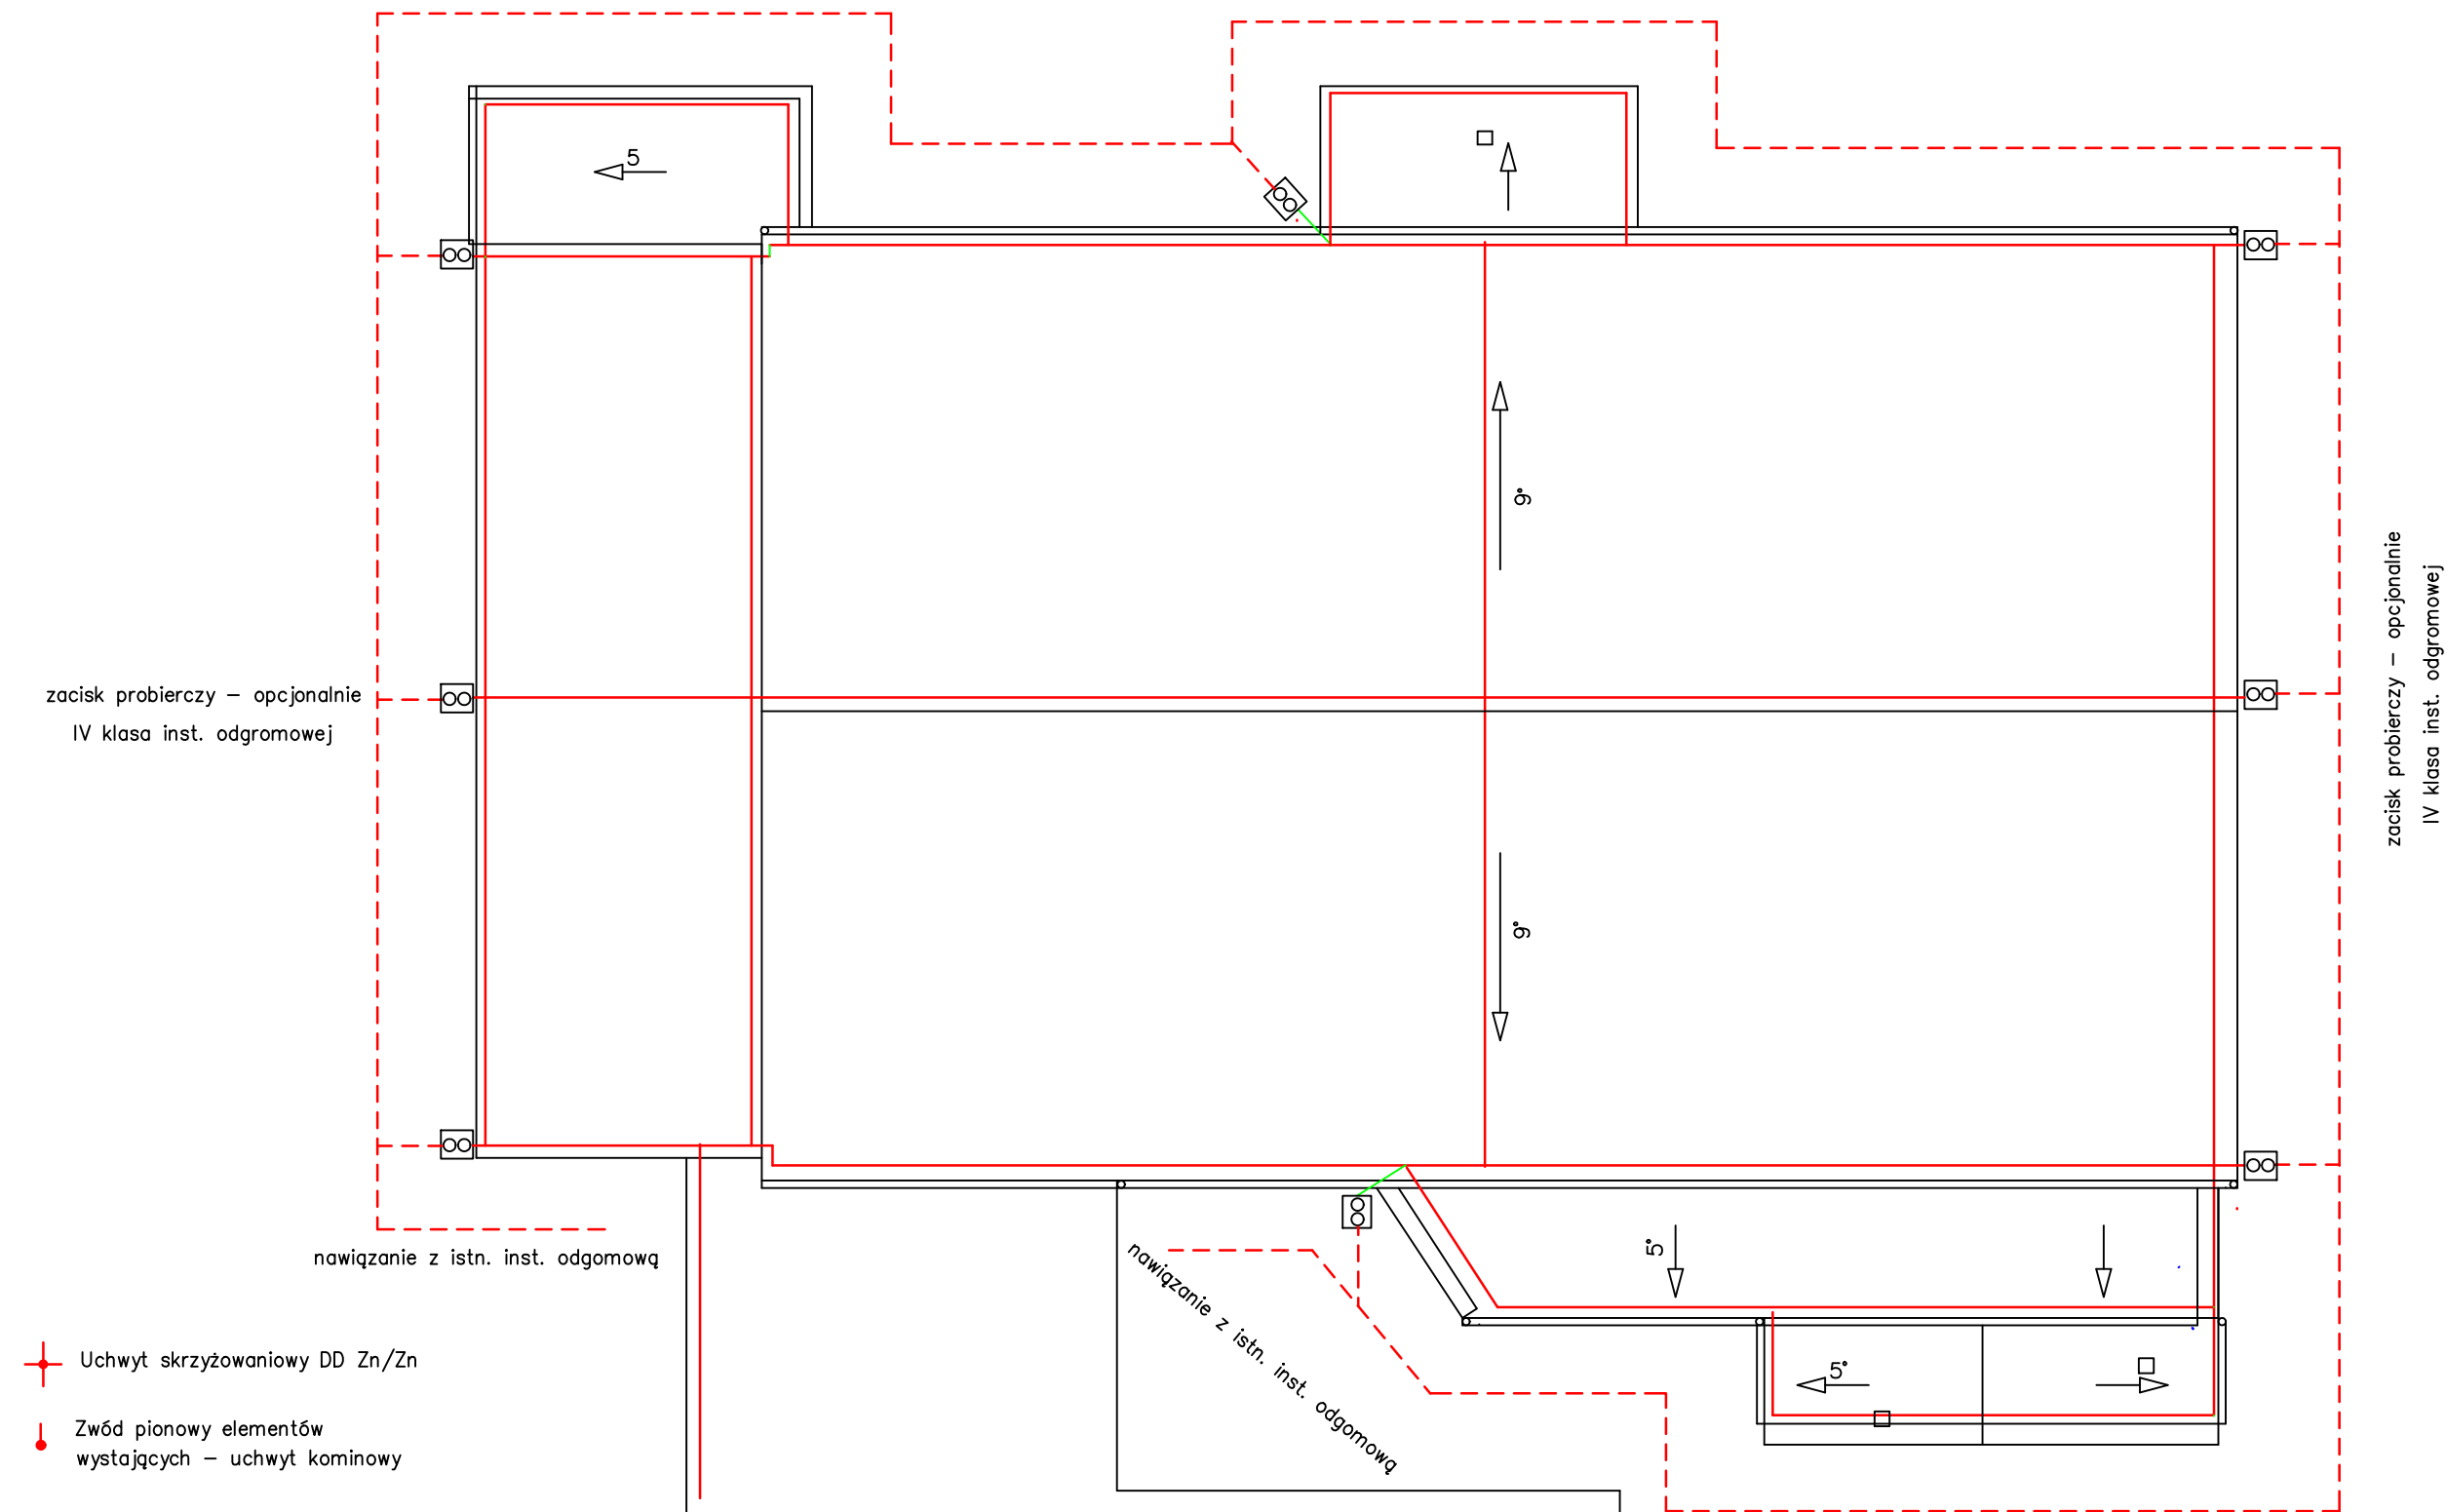 5
9°
zacisk probierczy – opcjonalnie
IV klasa inst. odgromowej
zacisk probierczy – opcjonalnie
IV klasa inst. odgromowej
9°
5°
nawiązanie z istn. inst. odgomową
nawiązanie z istn. inst. odgomową
5°
Uchwyt skrzyżowaniowy DD Zn/Zn
Zwód pionowy elementów
wystających – uchwyt kominowy